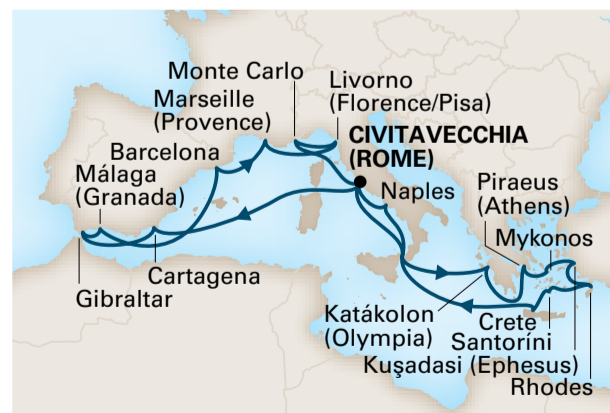 Monte Carlo
Livorno
(Florence/Pisa)
Marseille
(Provence)
CIVITAVECCHIA
(ROME)
Barcelona
Málaga
(Granada)
Naples
Piraeus
(Athens)
Mykonos
Cartagena
Gibraltar
Katákolon
(Olympia)
Crete
Santoríni
Kuşadasi (Ephesus)
Rhodes